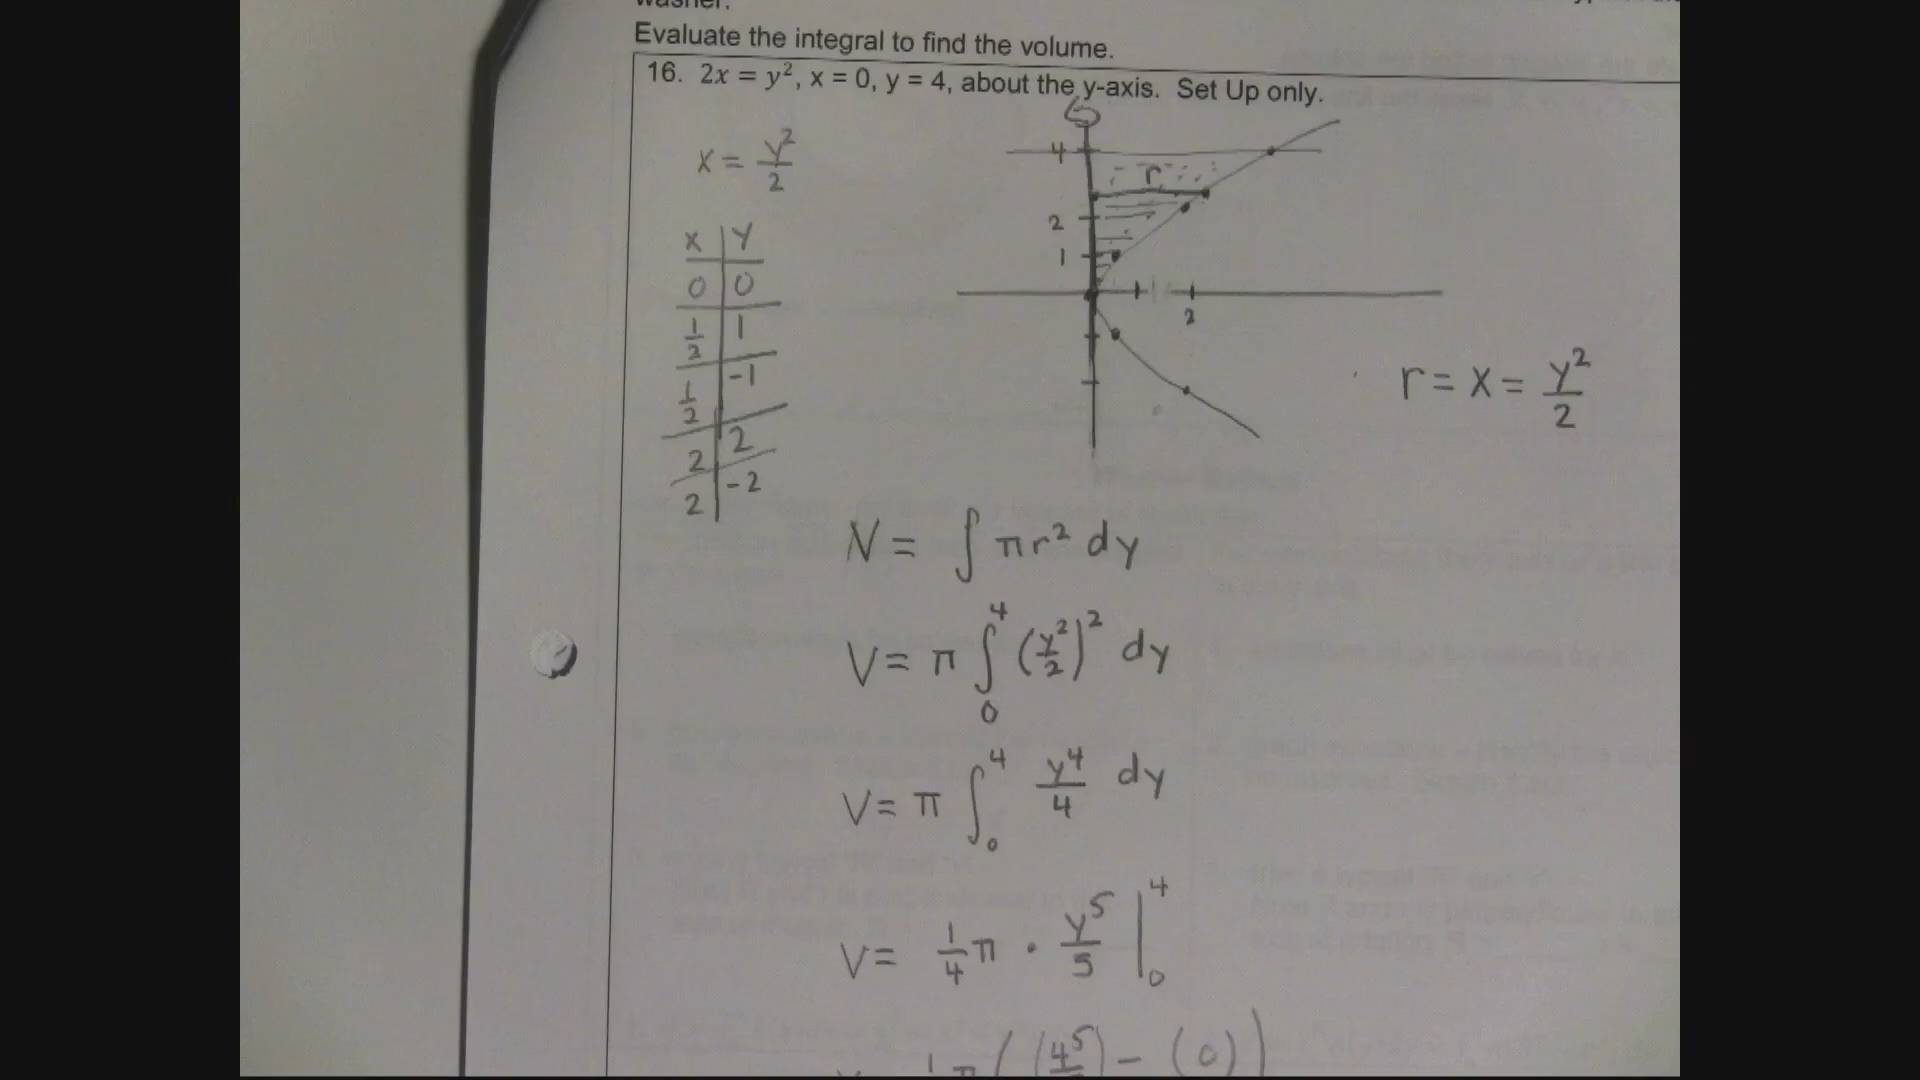 Evaluate the integral to find the volume.
16. 2x = y², x = 0, y = 4, about the y-axis. Set Up only.
x = y²/2
x | y
0 | 0
1/2 | 1
1/2 | -1
2 | 2
2 | -2
4
r
2
1
2
r = x = y²/2
V = ∫ πr² dy
V = π ∫₀⁴ (y²/2)² dy
V = π ∫₀⁴ y⁴/4 dy
V = 1/4 π · y⁵/5 |₀⁴